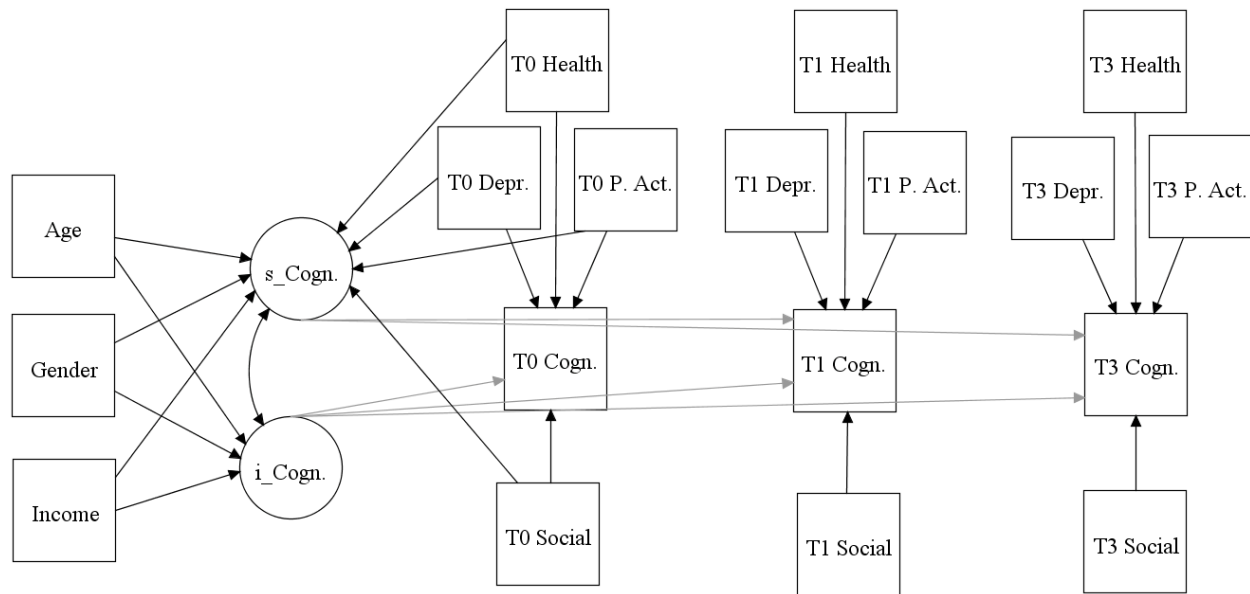 T0 Health
T1 Health
T3 Health
T0 Depr.
T0 P. Act.
T1 Depr.
T1 P. Act.
T3 Depr.
T3 P. Act.
Age
s_Cogn.
Gender
T0 Cogn.
T1 Cogn.
T3 Cogn.
i_Cogn.
Income
T0 Social
T1 Social
T3 Social